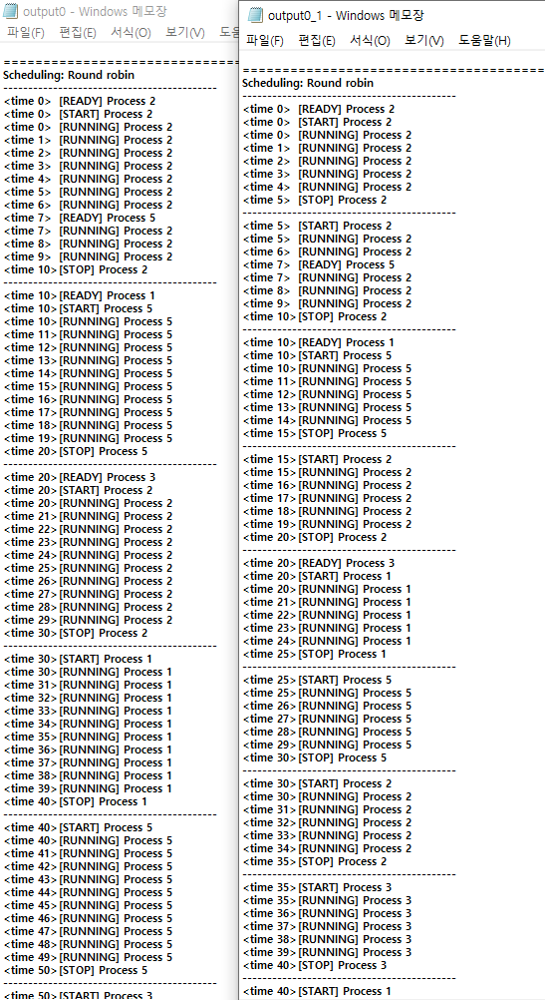 output0 - Windows 메모장
파일(F) 편집(E) 서식(O) 보기(V)
==============================
Scheduling: Round robin
------------------------------------------
<time 0> [READY] Process 2
<time 0> [START] Process 2
<time 0> [RUNNING] Process 2
<time 1> [RUNNING] Process 2
<time 2> [RUNNING] Process 2
<time 3> [RUNNING] Process 2
<time 4> [RUNNING] Process 2
<time 5> [RUNNING] Process 2
<time 6> [RUNNING] Process 2
<time 7> [READY] Process 5
<time 7> [RUNNING] Process 2
<time 8> [RUNNING] Process 2
<time 9> [RUNNING] Process 2
<time 10> [STOP] Process 2
------------------------------------------
<time 10> [READY] Process 1
<time 10> [START] Process 5
<time 10> [RUNNING] Process 5
<time 11> [RUNNING] Process 5
<time 12> [RUNNING] Process 5
<time 13> [RUNNING] Process 5
<time 14> [RUNNING] Process 5
<time 15> [RUNNING] Process 5
<time 16> [RUNNING] Process 5
<time 17> [RUNNING] Process 5
<time 18> [RUNNING] Process 5
<time 19> [RUNNING] Process 5
<time 20> [STOP] Process 5
------------------------------------------
<time 20> [READY] Process 3
<time 20> [START] Process 2
<time 20> [RUNNING] Process 2
<time 21> [RUNNING] Process 2
<time 22> [RUNNING] Process 2
<time 23> [RUNNING] Process 2
<time 24> [RUNNING] Process 2
<time 25> [RUNNING] Process 2
<time 26> [RUNNING] Process 2
<time 27> [RUNNING] Process 2
<time 28> [RUNNING] Process 2
<time 29> [RUNNING] Process 2
<time 30> [STOP] Process 2
------------------------------------------
<time 30> [START] Process 1
<time 30> [RUNNING] Process 1
<time 31> [RUNNING] Process 1
<time 32> [RUNNING] Process 1
<time 33> [RUNNING] Process 1
<time 34> [RUNNING] Process 1
<time 35> [RUNNING] Process 1
<time 36> [RUNNING] Process 1
<time 37> [RUNNING] Process 1
<time 38> [RUNNING] Process 1
<time 39> [RUNNING] Process 1
<time 40> [STOP] Process 1
------------------------------------------
<time 40> [START] Process 5
<time 40> [RUNNING] Process 5
<time 41> [RUNNING] Process 5
<time 42> [RUNNING] Process 5
<time 43> [RUNNING] Process 5
<time 44> [RUNNING] Process 5
<time 45> [RUNNING] Process 5
<time 46> [RUNNING] Process 5
<time 47> [RUNNING] Process 5
<time 48> [RUNNING] Process 5
<time 49> [RUNNING] Process 5
<time 50> [STOP] Process 5
------------------------------------------
<time 50> [START] Process 3
output0_1 - Windows 메모장
파일(F) 편집(E) 서식(O) 보기(V) 도움말(H)
======================================
Scheduling: Round robin
------------------------------------------
<time 0> [READY] Process 2
<time 0> [START] Process 2
<time 0> [RUNNING] Process 2
<time 1> [RUNNING] Process 2
<time 2> [RUNNING] Process 2
<time 3> [RUNNING] Process 2
<time 4> [RUNNING] Process 2
<time 5> [STOP] Process 2
------------------------------------------
<time 5> [START] Process 2
<time 5> [RUNNING] Process 2
<time 6> [RUNNING] Process 2
<time 7> [READY] Process 5
<time 7> [RUNNING] Process 2
<time 8> [RUNNING] Process 2
<time 9> [RUNNING] Process 2
<time 10> [STOP] Process 2
------------------------------------------
<time 10> [READY] Process 1
<time 10> [START] Process 5
<time 10> [RUNNING] Process 5
<time 11> [RUNNING] Process 5
<time 12> [RUNNING] Process 5
<time 13> [RUNNING] Process 5
<time 14> [RUNNING] Process 5
<time 15> [STOP] Process 5
------------------------------------------
<time 15> [START] Process 2
<time 15> [RUNNING] Process 2
<time 16> [RUNNING] Process 2
<time 17> [RUNNING] Process 2
<time 18> [RUNNING] Process 2
<time 19> [RUNNING] Process 2
<time 20> [STOP] Process 2
------------------------------------------
<time 20> [READY] Process 3
<time 20> [START] Process 1
<time 20> [RUNNING] Process 1
<time 21> [RUNNING] Process 1
<time 22> [RUNNING] Process 1
<time 23> [RUNNING] Process 1
<time 24> [RUNNING] Process 1
<time 25> [STOP] Process 1
------------------------------------------
<time 25> [START] Process 5
<time 25> [RUNNING] Process 5
<time 26> [RUNNING] Process 5
<time 27> [RUNNING] Process 5
<time 28> [RUNNING] Process 5
<time 29> [RUNNING] Process 5
<time 30> [STOP] Process 5
------------------------------------------
<time 30> [START] Process 2
<time 30> [RUNNING] Process 2
<time 31> [RUNNING] Process 2
<time 32> [RUNNING] Process 2
<time 33> [RUNNING] Process 2
<time 34> [RUNNING] Process 2
<time 35> [STOP] Process 2
------------------------------------------
<time 35> [START] Process 3
<time 35> [RUNNING] Process 3
<time 36> [RUNNING] Process 3
<time 37> [RUNNING] Process 3
<time 38> [RUNNING] Process 3
<time 39> [RUNNING] Process 3
<time 40> [STOP] Process 3
------------------------------------------
<time 40> [START] Process 1